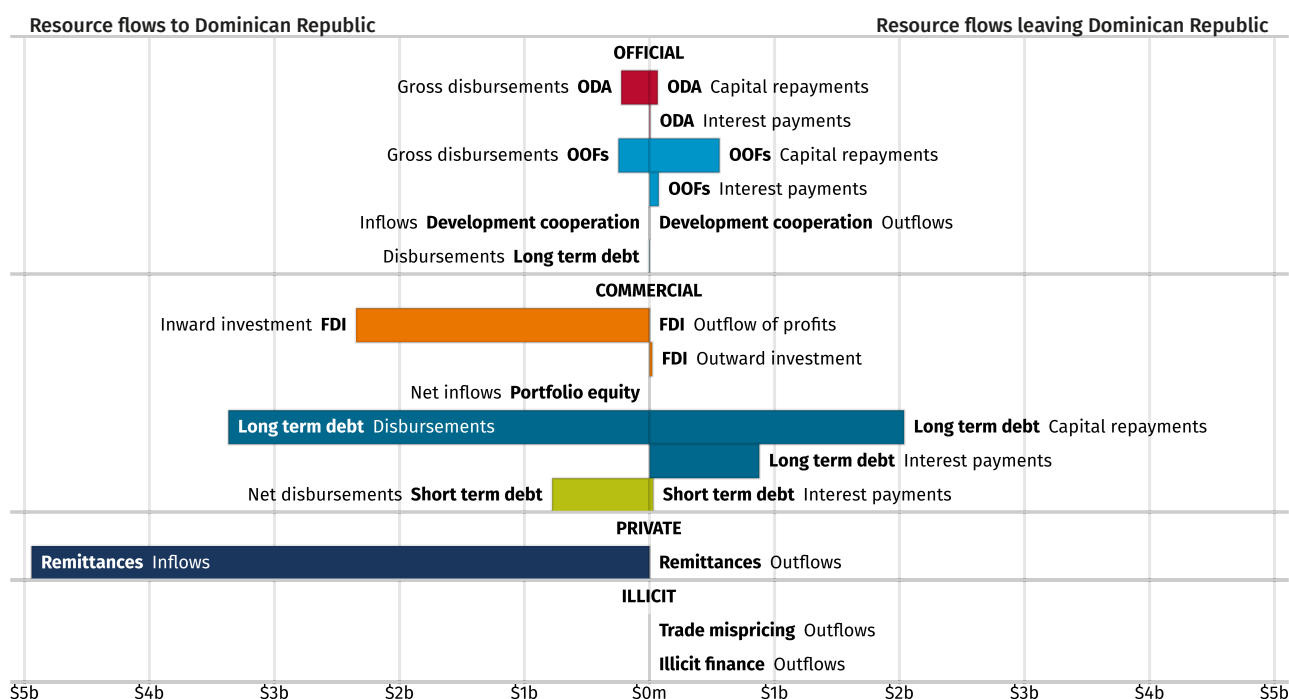 Resource flows to Dominican Republic Resource flows leaving Dominican Republic
OFFICIAL
Gross disbursements ODA ODA Capital repayments
ODA Interest payments
Gross disbursements OOFs OOFs Capital repayments
OOFs Interest payments
Inflows Development cooperation Development cooperation Outflows
Disbursements Long term debt
COMMERCIAL
Inward investment FDI FDI Outflow of profits
FDI Outward investment
Net inflows Portfolio equity
Long term debt Disbursements Long term debt Capital repayments
Long term debt Interest payments
Net disbursements Short term debt Short term debt Interest payments
PRIVATE
Remittances Inflows Remittances Outflows
ILLICIT
Trade mispricing Outflows
Illicit finance Outflows
$5b $4b $3b $2b $1b $0m $1b $2b $3b $4b $5b